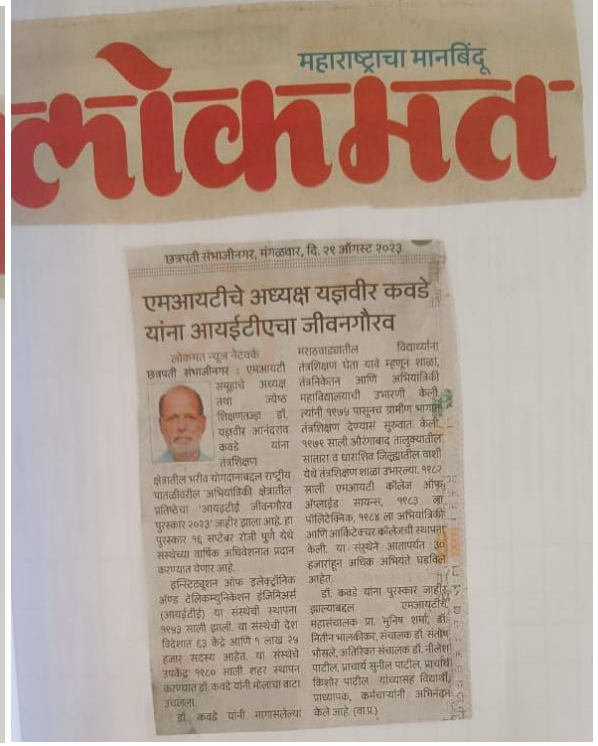 महाराष्ट्राचा मानबिंदू
लोकमत
छत्रपती संभाजीनगर, मंगळवार, दि. २९ ऑगस्ट २०२३
एमआयटीचे अध्यक्ष यज्ञवीर कवडे
यांना आयईटीएचा जीवनगौरव
लोकमत न्यूज नेटवर्क
छत्रपती संभाजीनगर : एमआयटी
समूहाचे अध्यक्ष
तथा ज्येष्ठ
शिक्षणतज्ज्ञ डॉ.
यज्ञवीर आनंदराव
कवडे यांना
तंत्रशिक्षण
क्षेत्रातील भरीव योगदानाबद्दल राष्ट्रीय
पातळीवरील 'अभियांत्रिकी क्षेत्रातील
प्रतिष्ठेचा 'आयईटीई जीवनगौरव
पुरस्कार २०२३' जाहीर झाला आहे. हा
पुरस्कार १६ सप्टेंबर रोजी पुणे येथे
संस्थेच्या वार्षिक अधिवेशनात प्रदान
करण्यात येणार आहे.
इन्स्टिट्यूशन ऑफ इलेक्ट्रॉनिक
अँण्ड टेलिकम्युनिकेशन इंजिनिअर्स
(आयईटीई) या संस्थेची स्थापना
१९५३ साली झाली. या संस्थेची देश
विदेशात ६३ केंद्रे आणि १ लाख २५
हजार सदस्य आहेत. या संस्थेचे
उपकेंद्र १९८० साली शहर स्थापन
करण्यात डॉ. कवडे यांनी मोलाचा वाटा
उचलला.
डॉ. कवडे यांनी मागासलेल्या
मराठवाड्यातील विद्यार्थ्यांना
तंत्रशिक्षण घेता यावे म्हणून शाळा,
तंत्रनिकेतन आणि अभियांत्रिकी
महाविद्यालयाची उभारणी केली.
त्यांनी १९७५ पासूनच ग्रामीण भागात
तंत्रशिक्षण देण्यास सुरुवात केली.
१९७९ साली औरंगाबाद तालुक्यातील
सातारा व धाराशिव जिल्ह्यातील वाशी
येथे तंत्रशिक्षण शाळा उभारल्या. १९८२
साली एमआयटी कॉलेज ऑफ
अ‍ॅप्लाईड सायन्स, १९८३ ला
पॉलिटेक्निक, १९८४ ला अभियांत्रिकी
आणि आर्किटेक्चर कॉलेजची स्थापना
केली. या संस्थेने आतापर्यंत ३०
हजारांहून अधिक अभियंते घडविले
आहेत.
डॉ. कवडे यांना पुरस्कार जाहीर
झाल्याबद्दल एमआयटीचे
महासंचालक प्रा. मुनिष शर्मा, डॉ.
नितीन भालकीकर, संचालक डॉ. संतोष
भोसले, अतिरिक्त संचालक डॉ. नीलेश
पाटील, प्राचार्य सुनील पाटील, प्राचार्य
किशोर पाटील यांच्यासह विद्यार्थी,
प्राध्यापक, कर्मचाऱ्यांनी अभिनंदन
केले आहे. (वा.प्र.)